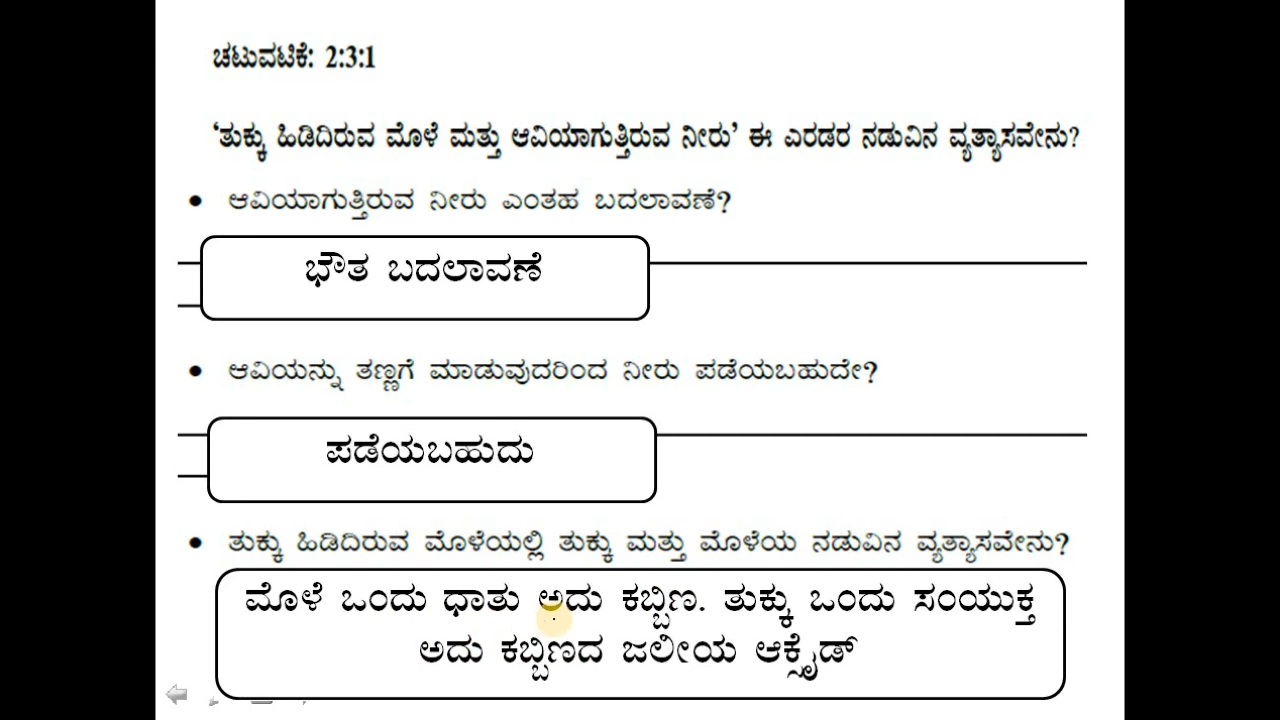 ಚಟುವಟಿಕೆ: 2:3:1
‘ತುಕ್ಕು ಹಿಡಿದಿರುವ ಮೊಳೆ ಮತ್ತು ಆವಿಯಾಗುತ್ತಿರುವ ನೀರು’ ಈ ಎರಡರ ನಡುವಿನ ವ್ಯತ್ಯಾಸವೇನು?
• ಆವಿಯಾಗುತ್ತಿರುವ ನೀರು ಎಂತಹ ಬದಲಾವಣೆ?
ಭೌತ ಬದಲಾವಣೆ
• ಆವಿಯನ್ನು ತಣ್ಣಗೆ ಮಾಡುವುದರಿಂದ ನೀರು ಪಡೆಯಬಹುದೇ?
ಪಡೆಯಬಹುದು
• ತುಕ್ಕು ಹಿಡಿದಿರುವ ಮೊಳೆಯಲ್ಲಿ ತುಕ್ಕು ಮತ್ತು ಮೊಳೆಯ ನಡುವಿನ ವ್ಯತ್ಯಾಸವೇನು?
ಮೊಳೆ ಒಂದು ಧಾತು ಅದು ಕಬ್ಬಿಣ. ತುಕ್ಕು ಒಂದು ಸಂಯುಕ್ತ
ಅದು ಕಬ್ಬಿಣದ ಜಲೀಯ ಆಕ್ಸೈಡ್